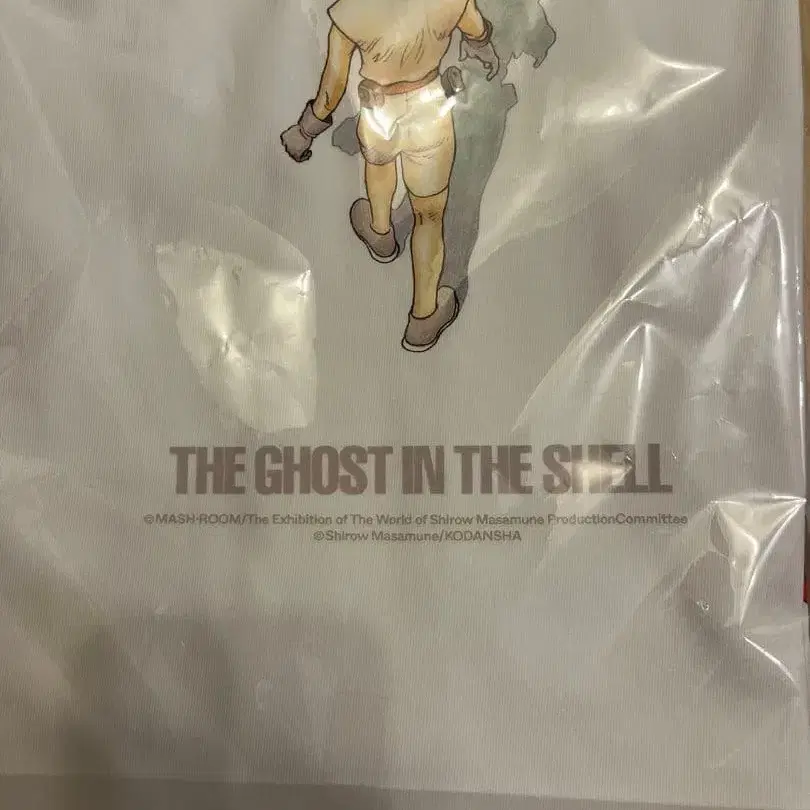 THE GHOST IN THE SHELL
©MASH・ROOM/The Exhibition of The World of Shirow Masamune ProductionCommittee
©Shirow Masamune/KODANSHA